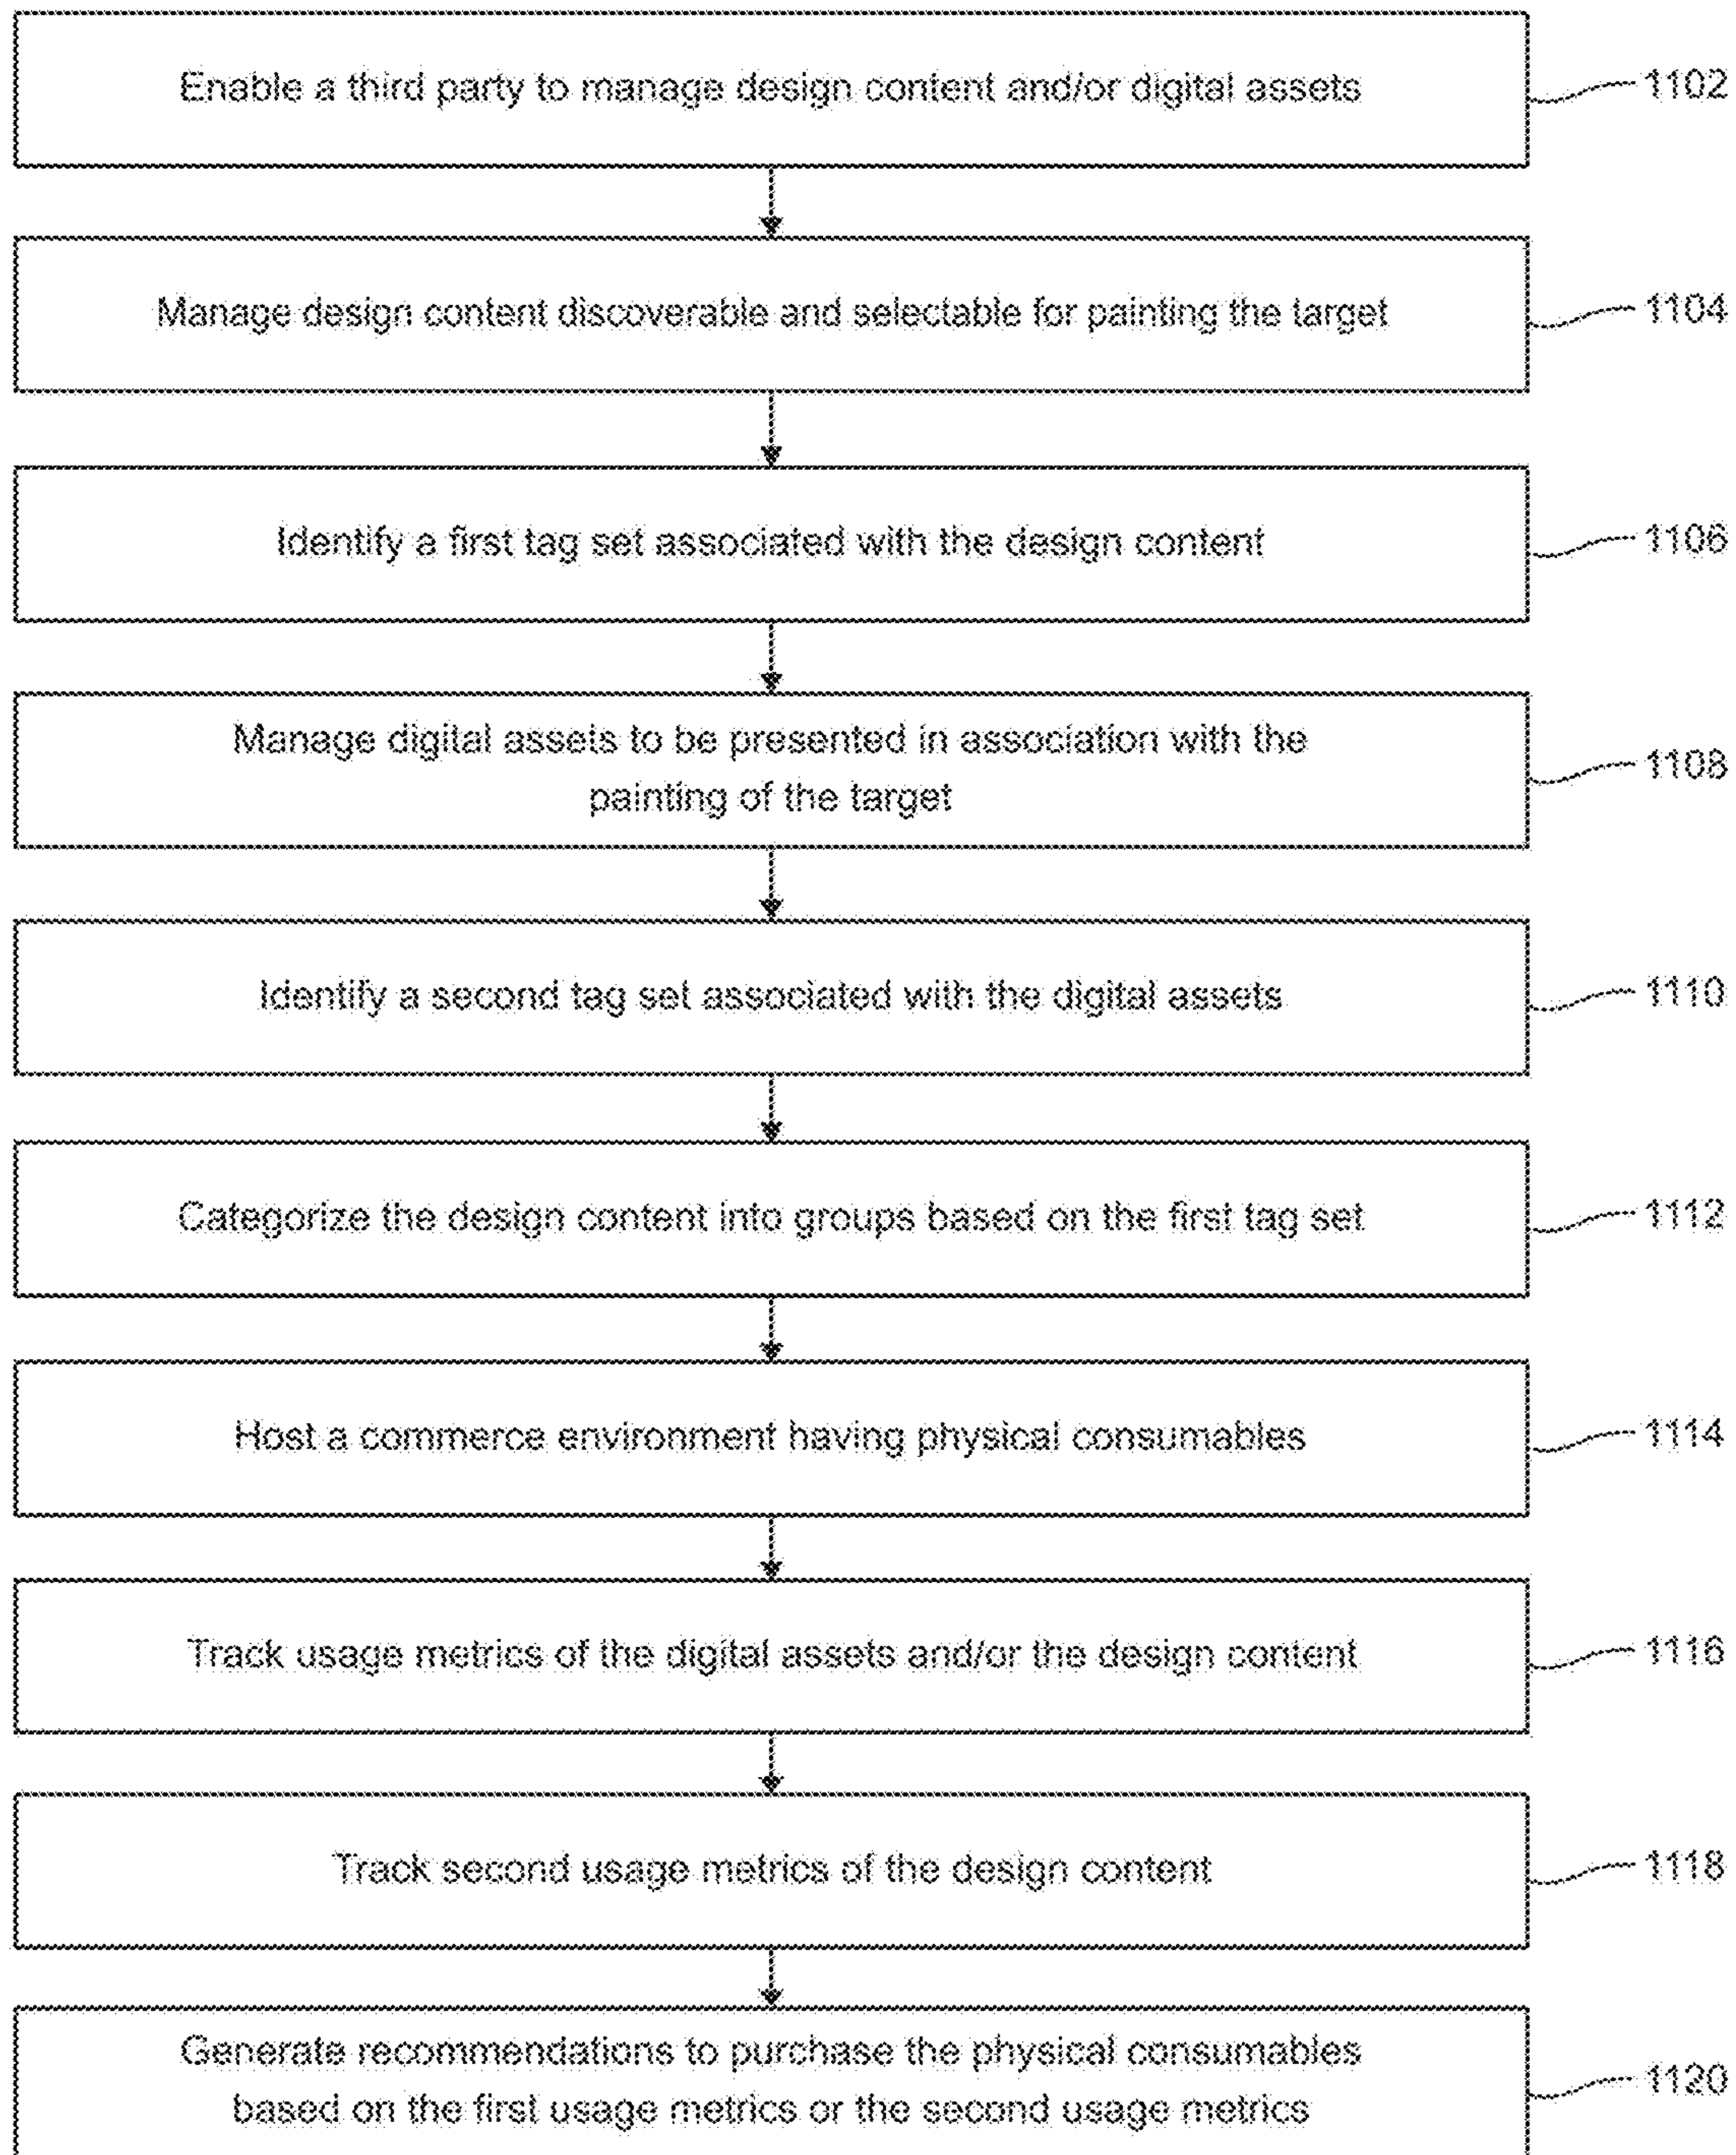 Enable a third party to manage design content and/or digital assets
1102
Manage design content discoverable and selectable for painting the target
1104
Identify a first tag set associated with the design content
1106
Manage digital assets to be presented in association with the
painting of the target
1108
Identify a second tag set associated with the digital assets
1110
Categorize the design content into groups based on the first tag set
1112
Host a commerce environment having physical consumables
1114
Track usage metrics of the digital assets and/or the design content
1116
Track second usage metrics of the design content
1118
Generate recommendations to purchase the physical consumables
based on the first usage metrics or the second usage metrics
1120